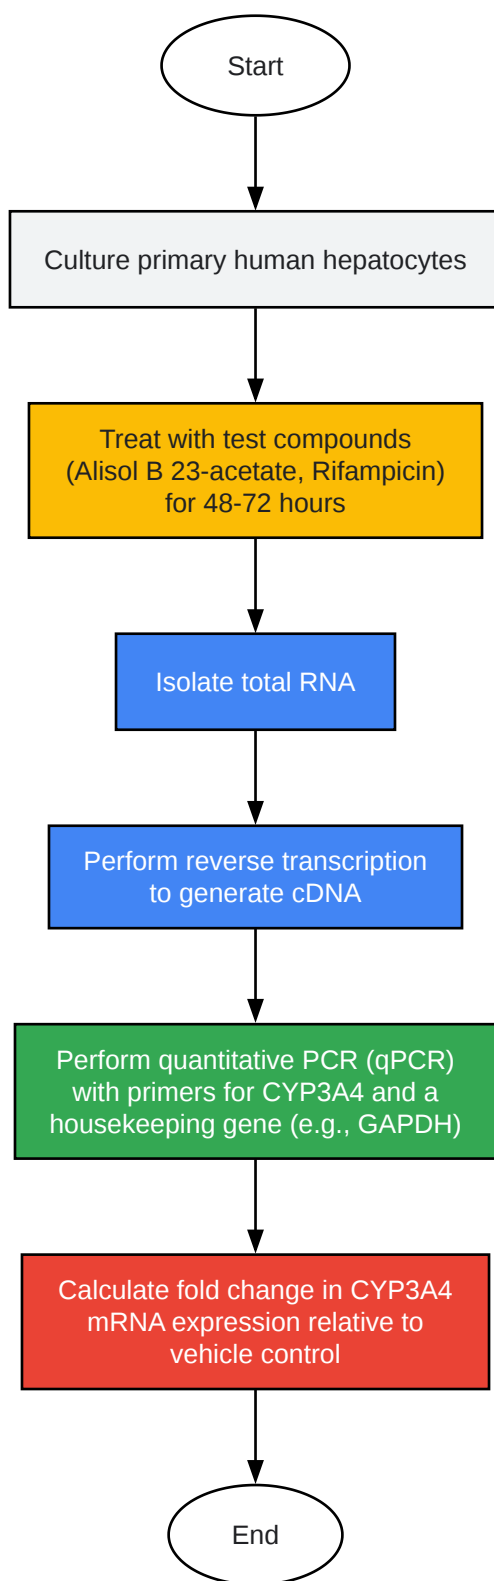 Start
Culture primary human hepatocytes
Treat with test compounds
(Alisol B 23-acetate, Rifampicin)
for 48-72 hours
Isolate total RNA
Perform reverse transcription
to generate cDNA
Perform quantitative PCR (qPCR)
with primers for CYP3A4 and a
housekeeping gene (e.g., GAPDH)
Calculate fold change in CYP3A4
mRNA expression relative to
vehicle control
End